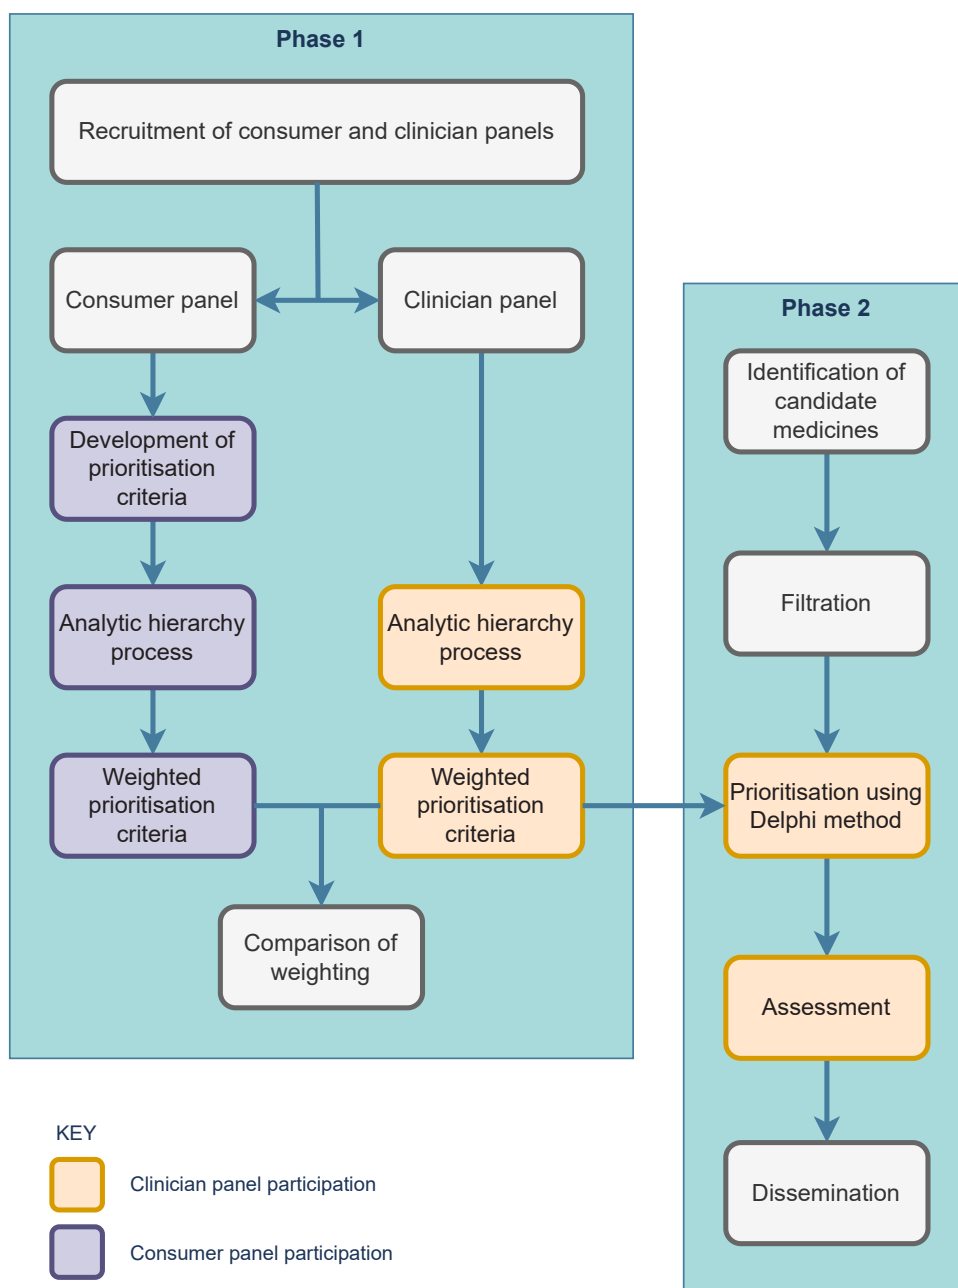 Phase 1
Recruitment of consumer and clinician panels
Consumer panel
Clinician panel
Development of
prioritisation
criteria
Analytic hierarchy
process
Analytic hierarchy
process
Weighted
prioritisation
criteria
Weighted
prioritisation
criteria
Comparison of
weighting
Phase 2
Identification of
candidate
medicines
Filtration
Prioritisation using
Delphi method
Assessment
Dissemination
KEY
Clinician panel participation
Consumer panel participation